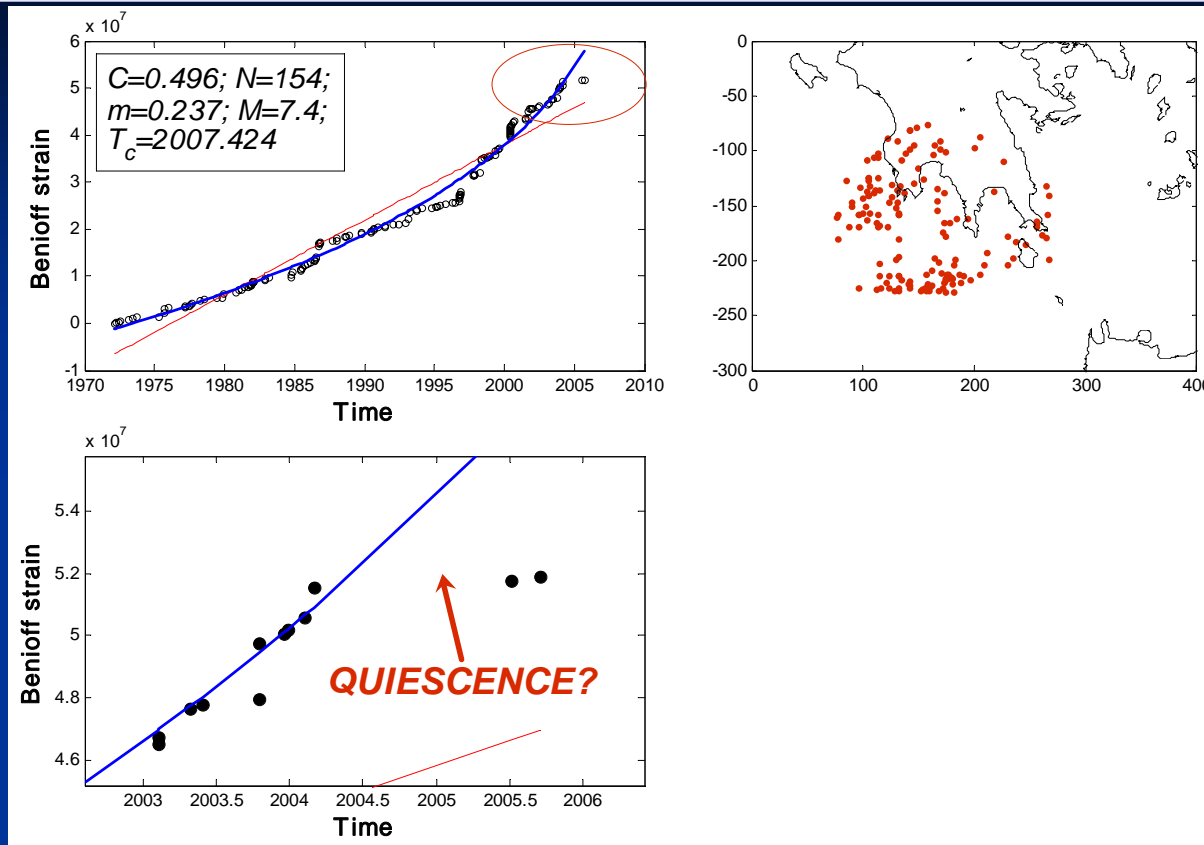 x 10^7
6
5
4
3
2
1
0
-1
C=0.496; N=154;
m=0.237; M=7.4;
T_c=2007.424
Benioff strain
1970 1975 1980 1985 1990 1995 2000 2005 2010
Time
0
-50
-100
-150
-200
-250
-300
0 100 200 300 400
x 10^7
5.4
5.2
5
4.8
4.6
Benioff strain
QUIESCENCE?
2003 2003.5 2004 2004.5 2005 2005.5 2006
Time